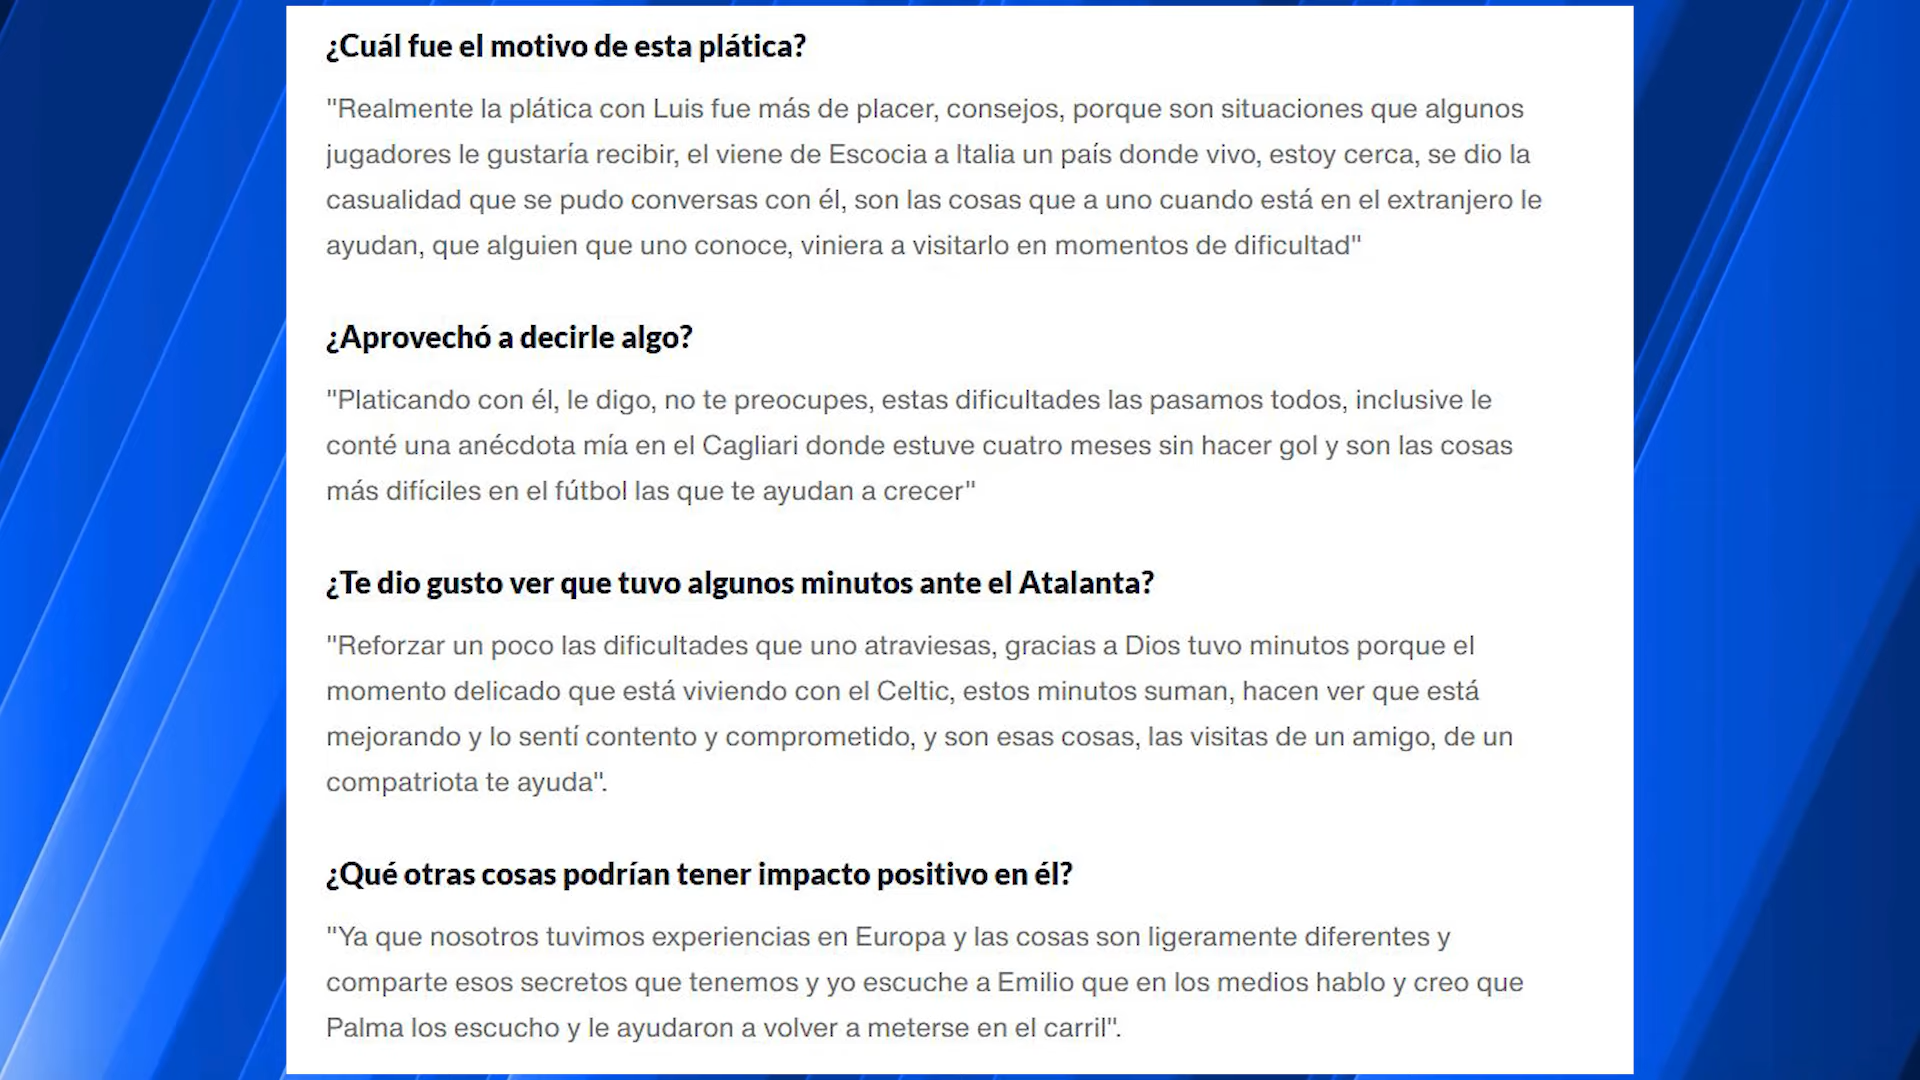 ¿Cuál fue el motivo de esta plática?
"Realmente la plática con Luis fue más de placer, consejos, porque son situaciones que algunos
jugadores le gustaría recibir, el viene de Escocia a Italia un país donde vivo, estoy cerca, se dio la
casualidad que se pudo conversas con él, son las cosas que a uno cuando está en el extranjero le
ayudan, que alguien que uno conoce, viniera a visitarlo en momentos de dificultad"
¿Aprovechó a decirle algo?
"Platicando con él, le digo, no te preocupes, estas dificultades las pasamos todos, inclusive le
conté una anécdota mía en el Cagliari donde estuve cuatro meses sin hacer gol y son las cosas
más difíciles en el fútbol las que te ayudan a crecer"
¿Te dio gusto ver que tuvo algunos minutos ante el Atalanta?
"Reforzar un poco las dificultades que uno atraviesas, gracias a Dios tuvo minutos porque el
momento delicado que está viviendo con el Celtic, estos minutos suman, hacen ver que está
mejorando y lo sentí contento y comprometido, y son esas cosas, las visitas de un amigo, de un
compatriota te ayuda".
¿Qué otras cosas podrían tener impacto positivo en él?
"Ya que nosotros tuvimos experiencias en Europa y las cosas son ligeramente diferentes y
comparte esos secretos que tenemos y yo escuche a Emilio que en los medios hablo y creo que
Palma los escucho y le ayudaron a volver a meterse en el carril".